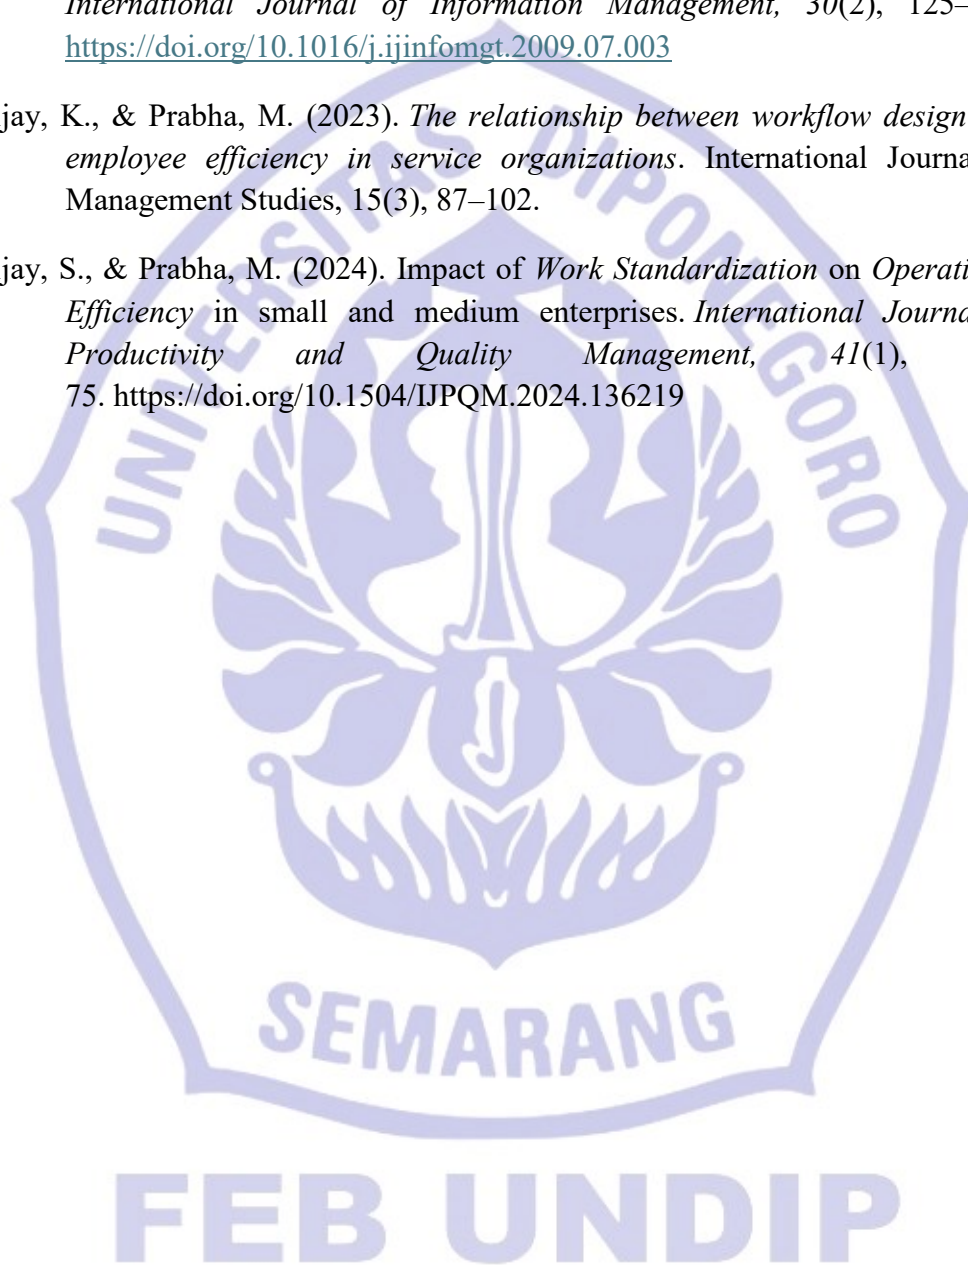 International Journal of Information Management, 30(2), 125–
https://doi.org/10.1016/j.ijinfomgt.2009.07.003
jay, K., & Prabha, M. (2023). The relationship between workflow design
employee efficiency in service organizations. International Journa
Management Studies, 15(3), 87–102.
jay, S., & Prabha, M. (2024). Impact of Work Standardization on Operati
Efficiency in small and medium enterprises. International Journa
Productivity and Quality Management, 41(1),
75. https://doi.org/10.1504/IJPQM.2024.136219
UNIVERSITAS DIPONEGORO
SEMARANG
FEB UNDIP